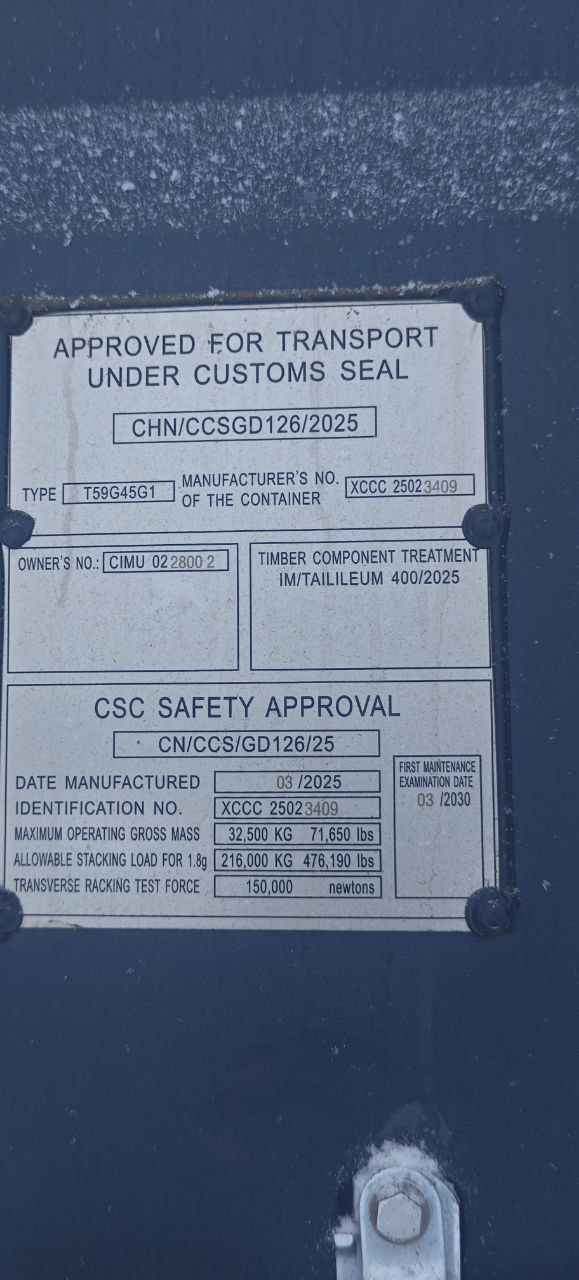 APPROVED FOR TRANSPORT
UNDER CUSTOMS SEAL
CHN/CCSGD126/2025
TYPE T59G45G1 MANUFACTURER'S NO. OF THE CONTAINER XCCC 25023409
OWNER'S NO.: CIMU 022800 2
TIMBER COMPONENT TREATMENT
IM/TAILILEUM 400/2025
CSC SAFETY APPROVAL
CN/CCS/GD126/25
DATE MANUFACTURED 03 /2025
IDENTIFICATION NO. XCCC 25023409
MAXIMUM OPERATING GROSS MASS 32,500 KG 71,650 lbs
ALLOWABLE STACKING LOAD FOR 1.8g 216,000 KG 476,190 lbs
TRANSVERSE RACKING TEST FORCE 150,000 newtons
FIRST MAINTENANCE
EXAMINATION DATE
03 /2030